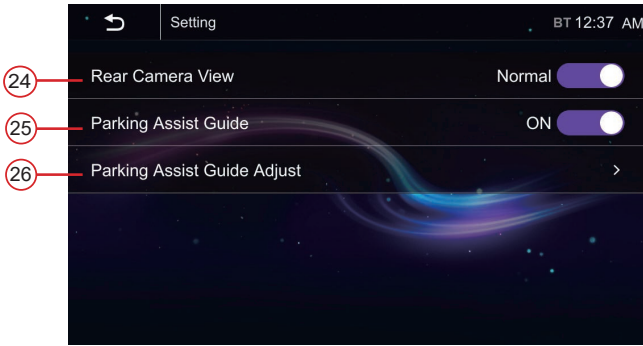 Setting BT 12:37 AM
24 Rear Camera View Normal
25 Parking Assist Guide ON
26 Parking Assist Guide Adjust >